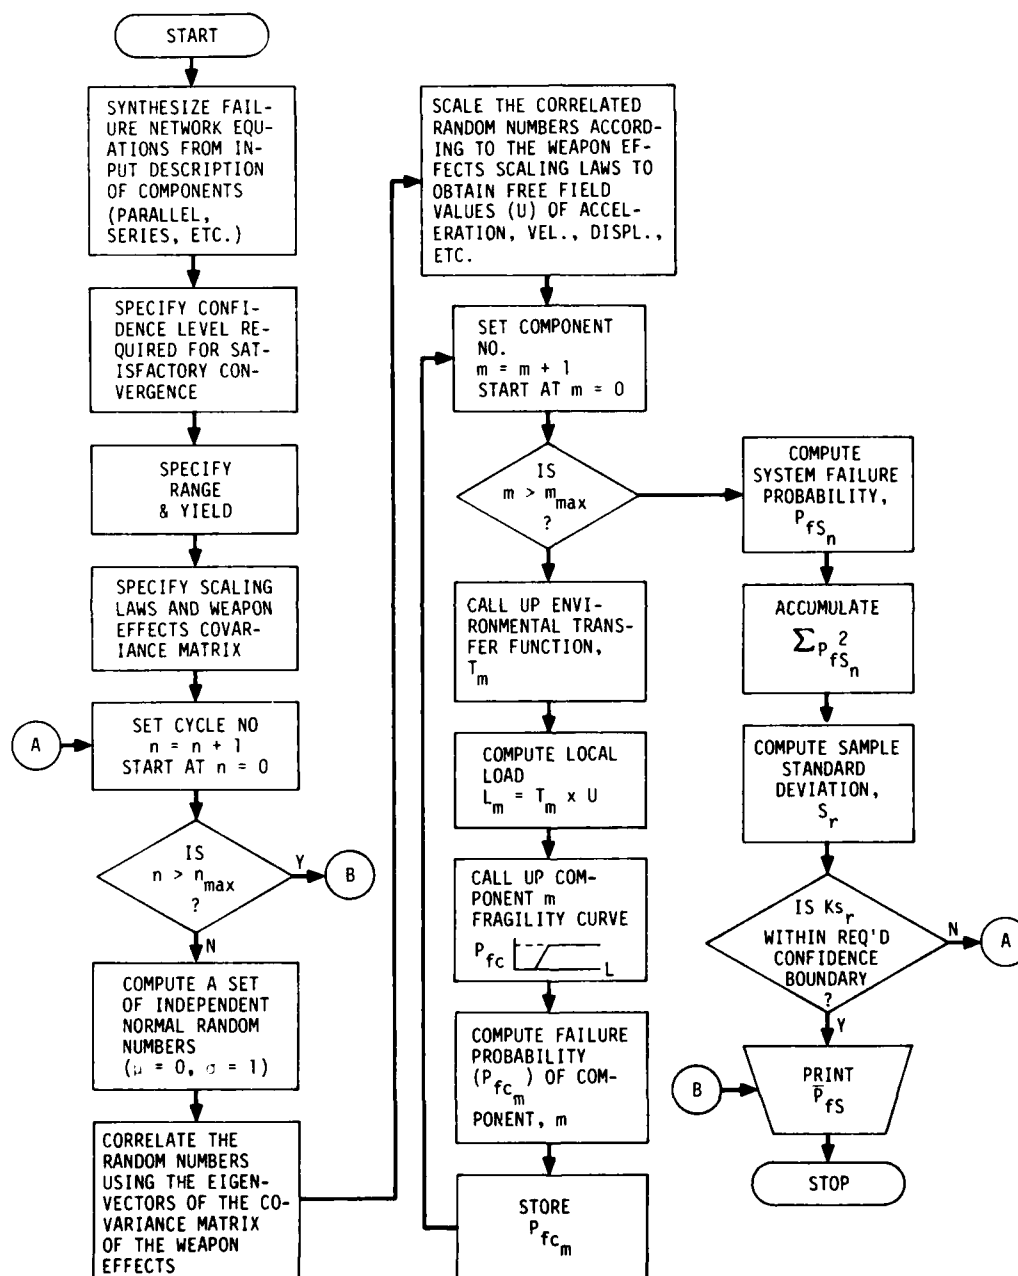 START
SYNTHESIZE FAIL-
URE NETWORK EQU-
ATIONS FROM IN-
PUT DESCRIPTION
OF COMPONENTS
(PARALLEL,
SERIES, ETC.)
SPECIFY CONFI-
DENCE LEVEL RE-
QUIRED FOR SAT-
ISFACTORY CON-
VERGENCE
SPECIFY
RANGE
& YIELD
SPECIFY SCALING
LAWS AND WEAPON
EFFECTS COVAR-
IANCE MATRIX
A
SET CYCLE NO
n = n + 1
START AT n = 0
IS
n > n_max
?
Y
B
N
COMPUTE A SET
OF INDEPENDENT
NORMAL RANDOM
NUMBERS
(μ = 0, σ = 1)
CORRELATE THE
RANDOM NUMBERS
USING THE EIGEN-
VECTORS OF THE CO-
VARIANCE MATRIX
OF THE WEAPON
EFFECTS
SCALE THE CORRELATED
RANDOM NUMBERS ACCORD-
ING TO THE WEAPON EF-
FECTS SCALING LAWS TO
OBTAIN FREE FIELD
VALUES (U) OF ACCEL-
ERATION, VEL., DISPL.,
ETC.
SET COMPONENT
NO.
m = m + 1
START AT m = 0
IS
m > m_max
?
CALL UP ENVI-
RONMENTAL TRANS-
FER FUNCTION,
T_m
COMPUTE LOCAL
LOAD
L_m = T_m x U
CALL UP COM-
PONENT m
FRAGILITY CURVE
P_fc
L
COMPUTE FAILURE
PROBABILITY
(P_fc_m) OF COM-
PONENT, m
STORE
P_fc_m
COMPUTE
SYSTEM FAILURE
PROBABILITY,
P_fS_n
ACCUMULATE
Σ P_fS_n^2
COMPUTE SAMPLE
STANDARD
DEVIATION,
S_r
IS Ks_r
WITHIN REQ'D
CONFIDENCE
BOUNDARY
?
N
A
Y
B
PRINT
P̄_fS
STOP